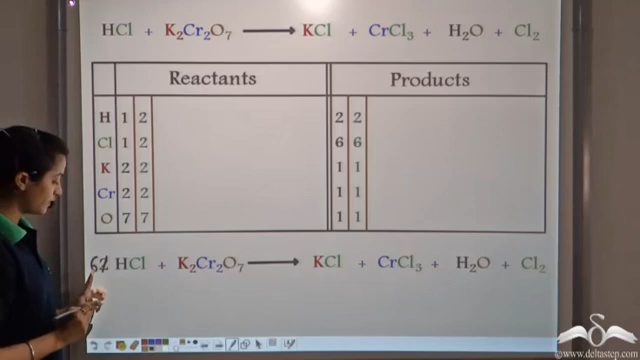 HCl + K₂Cr₂O₇ → KCl + CrCl₃ + H₂O + Cl₂
Reactants Products
H 1 2 2 2
Cl 1 2 6 6
K 2 2 1 1
Cr 2 2 1 1
O 7 7 1 1
6 2 HCl + K₂Cr₂O₇ → KCl + CrCl₃ + H₂O + Cl₂
©www.deltastep.com